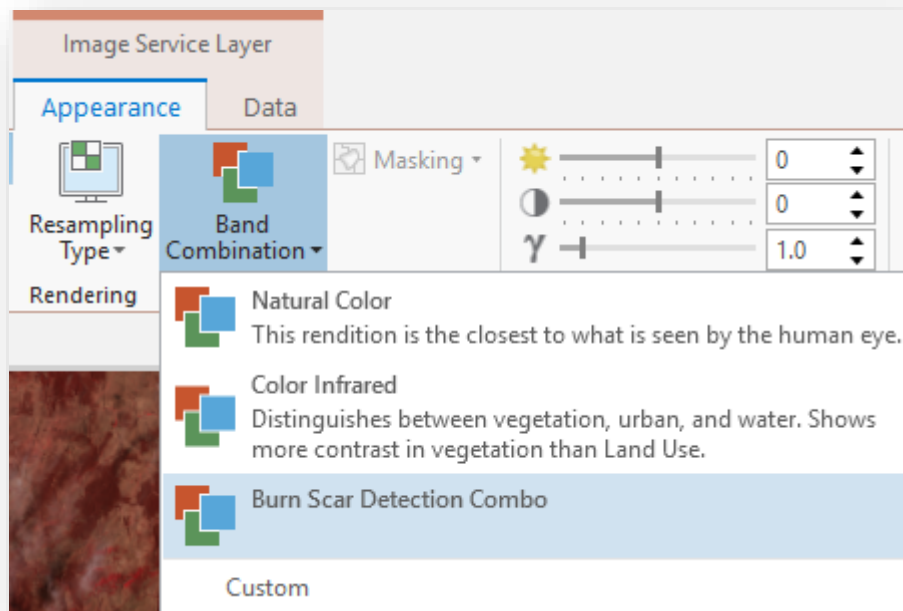 Image Service Layer
Appearance
Data
Resampling
Type
Band
Combination
Masking
0
0
γ
1.0
Rendering
Natural Color
This rendition is the closest to what is seen by the human eye.
Color Infrared
Distinguishes between vegetation, urban, and water. Shows
more contrast in vegetation than Land Use.
Burn Scar Detection Combo
Custom